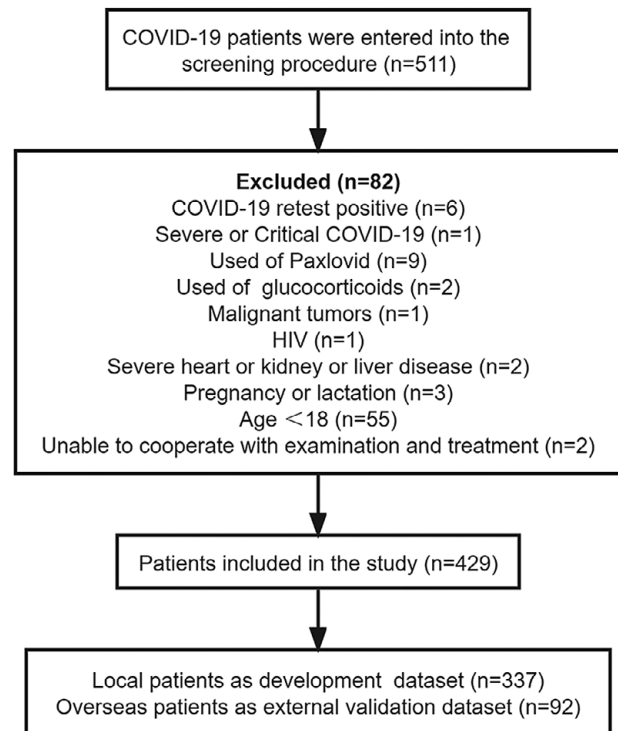 COVID-19 patients were entered into the
screening procedure (n=511)
Excluded (n=82)
COVID-19 retest positive (n=6)
Severe or Critical COVID-19 (n=1)
Used of Paxlovid (n=9)
Used of glucocorticoids (n=2)
Malignant tumors (n=1)
HIV (n=1)
Severe heart or kidney or liver disease (n=2)
Pregnancy or lactation (n=3)
Age <18 (n=55)
Unable to cooperate with examination and treatment (n=2)
Patients included in the study (n=429)
Local patients as development dataset (n=337)
Overseas patients as external validation dataset (n=92)